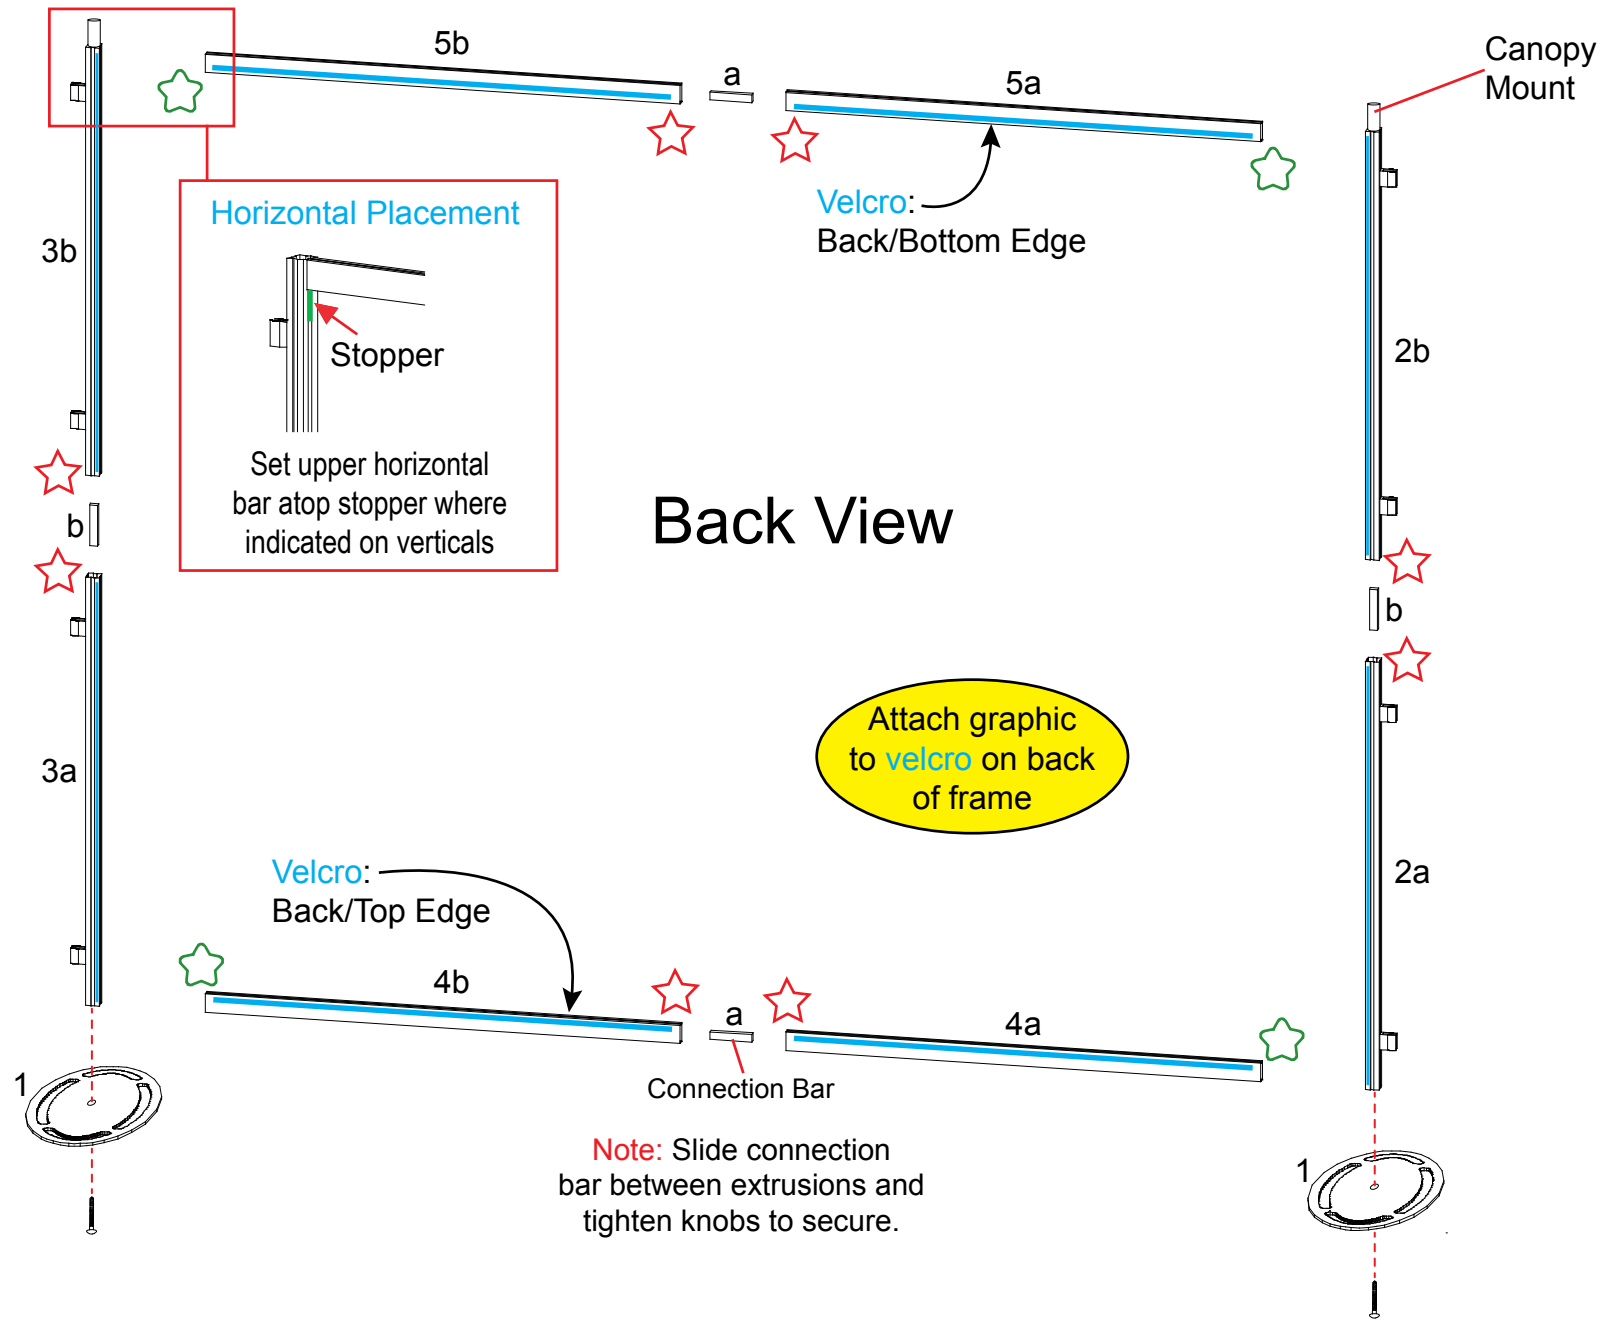 5b
a
5a
Canopy
Mount
Velcro:
Back/Bottom Edge
Horizontal Placement
3b
Stopper
2b
Set upper horizontal
bar atop stopper where
indicated on verticals
b
Back View
b
Attach graphic
to velcro on back
of frame
3a
2a
Velcro:
Back/Top Edge
4b
a
4a
Connection Bar
1
Note: Slide connection
bar between extrusions and
tighten knobs to secure.
1